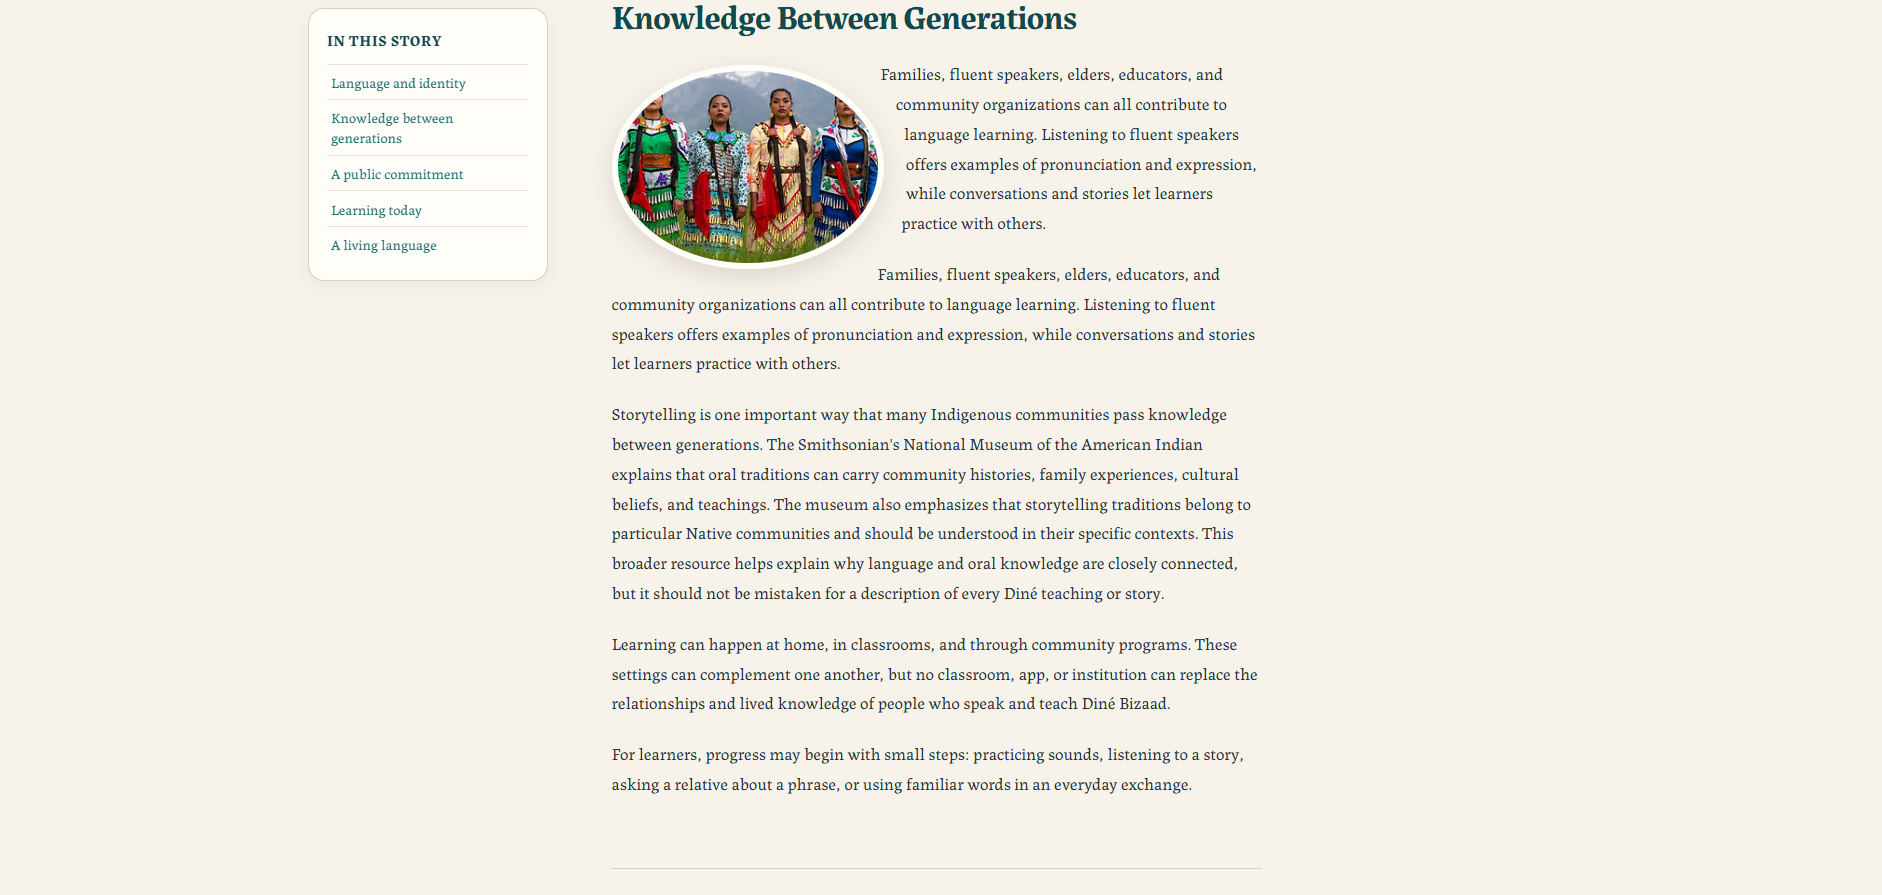 IN THIS STORY
Language and identity
Knowledge between
generations
A public commitment
Learning today
A living language
Knowledge Between Generations
Families, fluent speakers, elders, educators, and
community organizations can all contribute to
language learning. Listening to fluent speakers
offers examples of pronunciation and expression,
while conversations and stories let learners
practice with others.
Families, fluent speakers, elders, educators, and
community organizations can all contribute to language learning. Listening to fluent
speakers offers examples of pronunciation and expression, while conversations and stories
let learners practice with others.
Storytelling is one important way that many Indigenous communities pass knowledge
between generations. The Smithsonian's National Museum of the American Indian
explains that oral traditions can carry community histories, family experiences, cultural
beliefs, and teachings. The museum also emphasizes that storytelling traditions belong to
particular Native communities and should be understood in their specific contexts. This
broader resource helps explain why language and oral knowledge are closely connected,
but it should not be mistaken for a description of every Diné teaching or story.
Learning can happen at home, in classrooms, and through community programs. These
settings can complement one another, but no classroom, app, or institution can replace the
relationships and lived knowledge of people who speak and teach Diné Bizaad.
For learners, progress may begin with small steps: practicing sounds, listening to a story,
asking a relative about a phrase, or using familiar words in an everyday exchange.